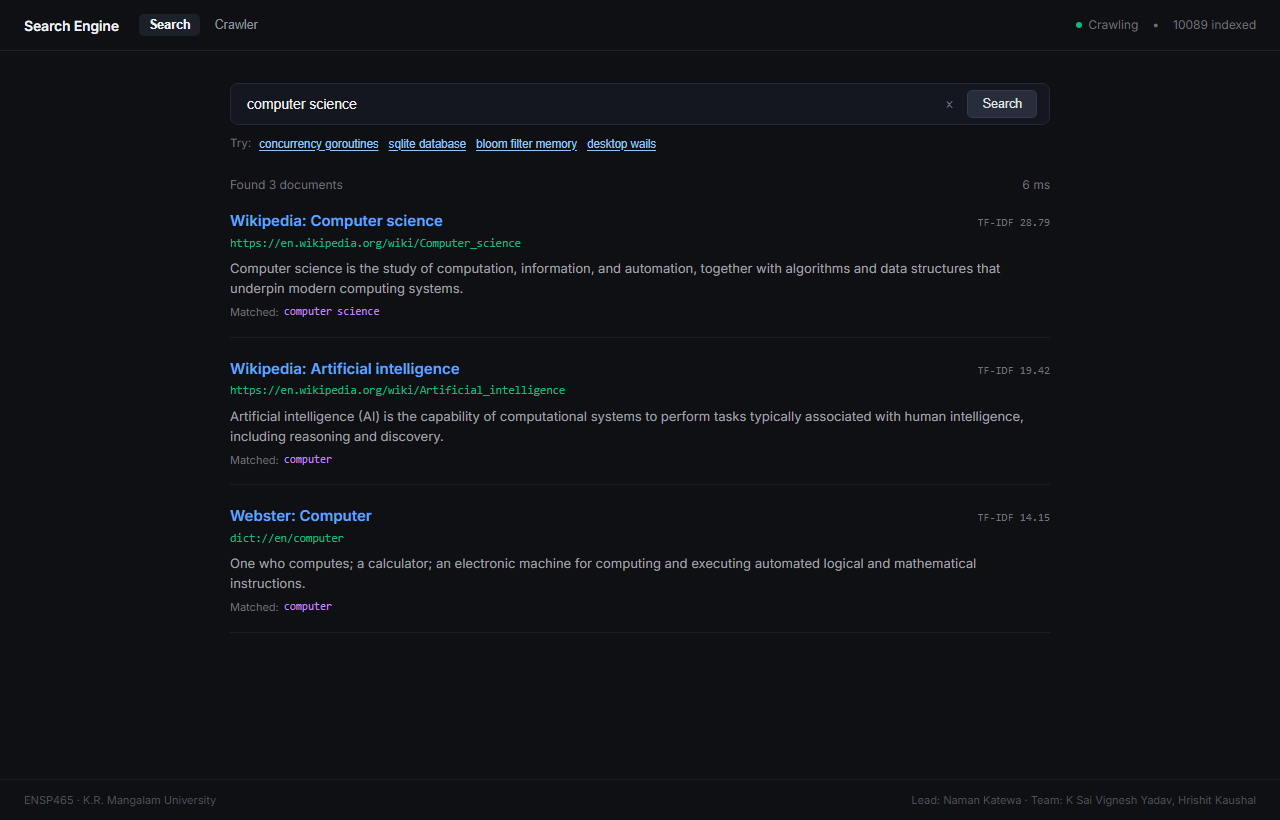 Search Engine Search Crawler Crawling • 10089 indexed
computer science x Search
Try: concurrency goroutines sqlite database bloom filter memory desktop wails
Found 3 documents 6 ms
Wikipedia: Computer science TF-IDF 28.79
https://en.wikipedia.org/wiki/Computer_science
Computer science is the study of computation, information, and automation, together with algorithms and data structures that
underpin modern computing systems.
Matched: computer science
Wikipedia: Artificial intelligence TF-IDF 19.42
https://en.wikipedia.org/wiki/Artificial_intelligence
Artificial intelligence (AI) is the capability of computational systems to perform tasks typically associated with human intelligence,
including reasoning and discovery.
Matched: computer
Webster: Computer TF-IDF 14.15
dict://en/computer
One who computes; a calculator; an electronic machine for computing and executing automated logical and mathematical
instructions.
Matched: computer
ENSP465 · K.R. Mangalam University Lead: Naman Katewa · Team: K Sai Vignesh Yadav, Hrishit Kaushal